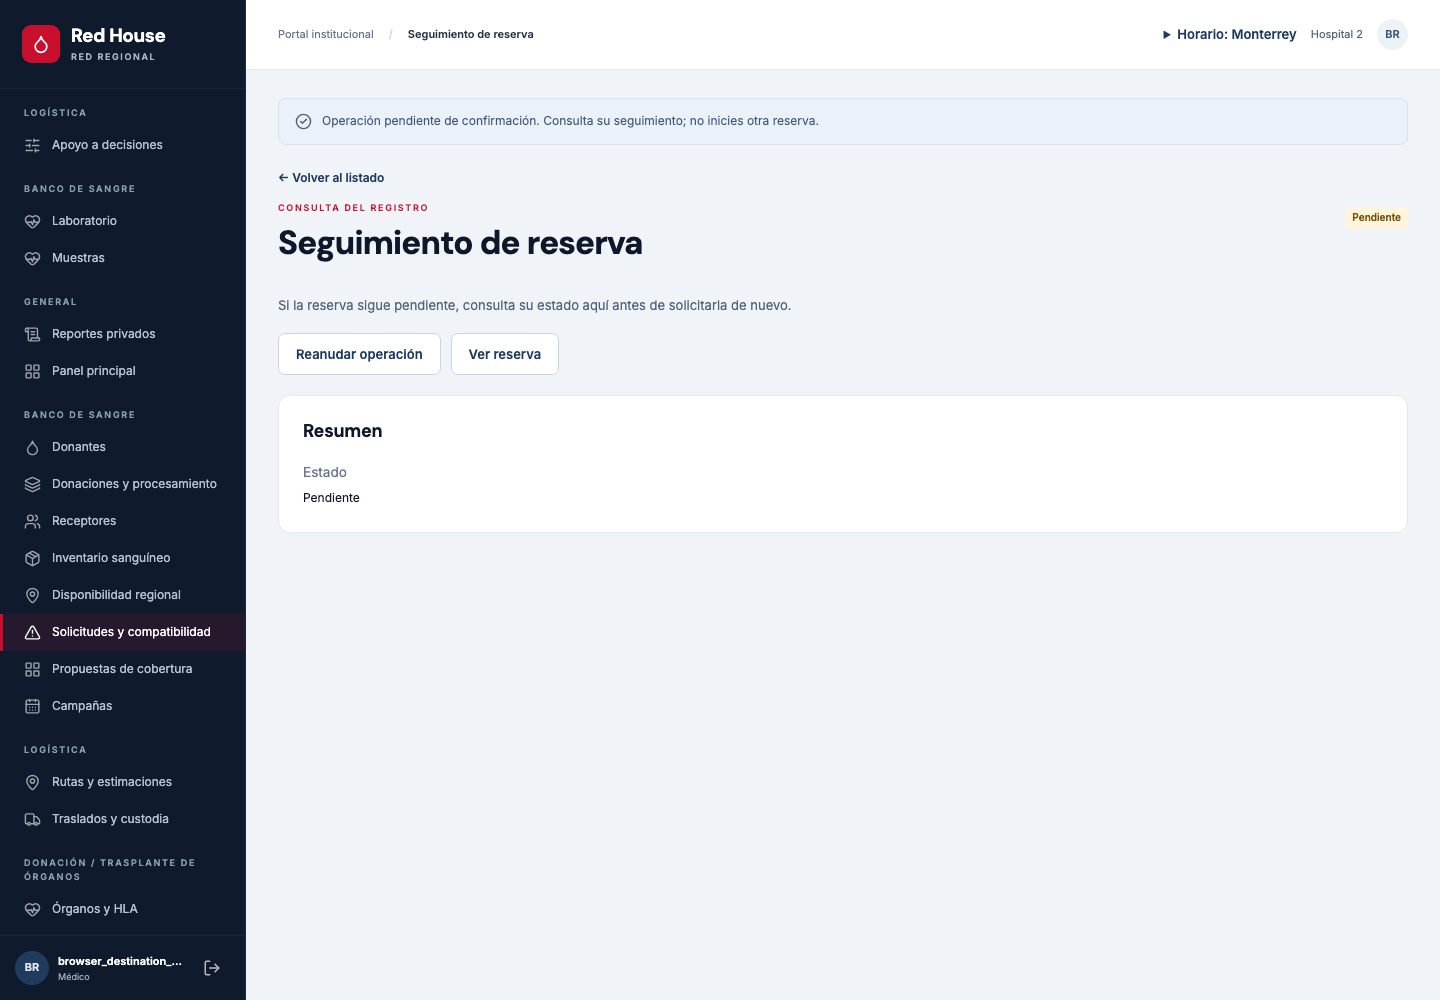 Red House
RED REGIONAL
LOGÍSTICA
Apoyo a decisiones
BANCO DE SANGRE
Laboratorio
Muestras
GENERAL
Reportes privados
Panel principal
BANCO DE SANGRE
Donantes
Donaciones y procesamiento
Receptores
Inventario sanguíneo
Disponibilidad regional
Solicitudes y compatibilidad
Propuestas de cobertura
Campañas
LOGÍSTICA
Rutas y estimaciones
Traslados y custodia
DONACIÓN / TRASPLANTE DE
ÓRGANOS
Órganos y HLA
BR
browser_destination_...
Médico
Portal institucional / Seguimiento de reserva
Horario: Monterrey
Hospital 2
BR
Operación pendiente de confirmación. Consulta su seguimiento; no inicies otra reserva.
← Volver al listado
CONSULTA DEL REGISTRO
Seguimiento de reserva
Pendiente
Si la reserva sigue pendiente, consulta su estado aquí antes de solicitarla de nuevo.
Reanudar operación
Ver reserva
Resumen
Estado
Pendiente